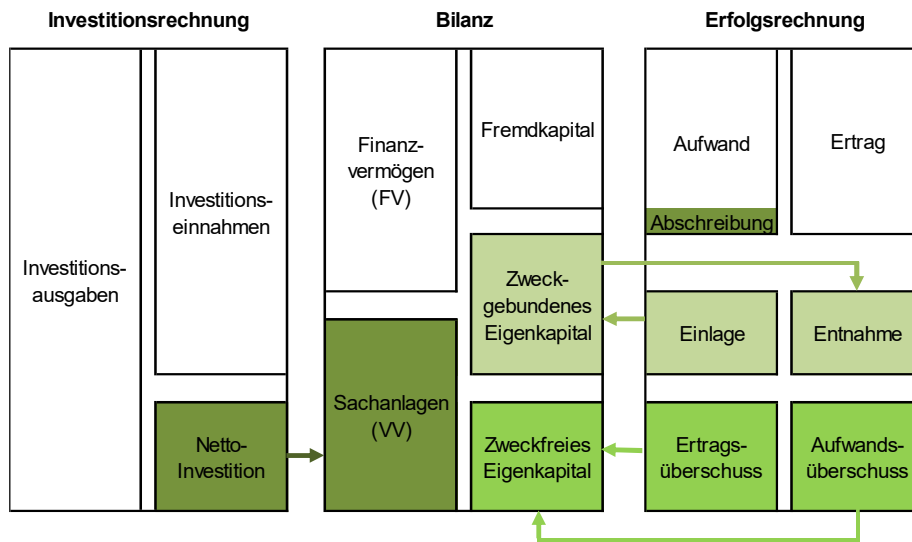 Investitionsrechnung
Bilanz
Erfolgsrechnung
Investitions-
ausgaben
Investitions-
einnahmen
Netto-
Investition
Finanz-
vermögen
(FV)
Sachanlagen
(VV)
Fremdkapital
Zweck-
gebundenes
Eigenkapital
Zweckfreies
Eigenkapital
Aufwand
Abschreibung
Einlage
Ertrags-
überschuss
Ertrag
Entnahme
Aufwands-
überschuss